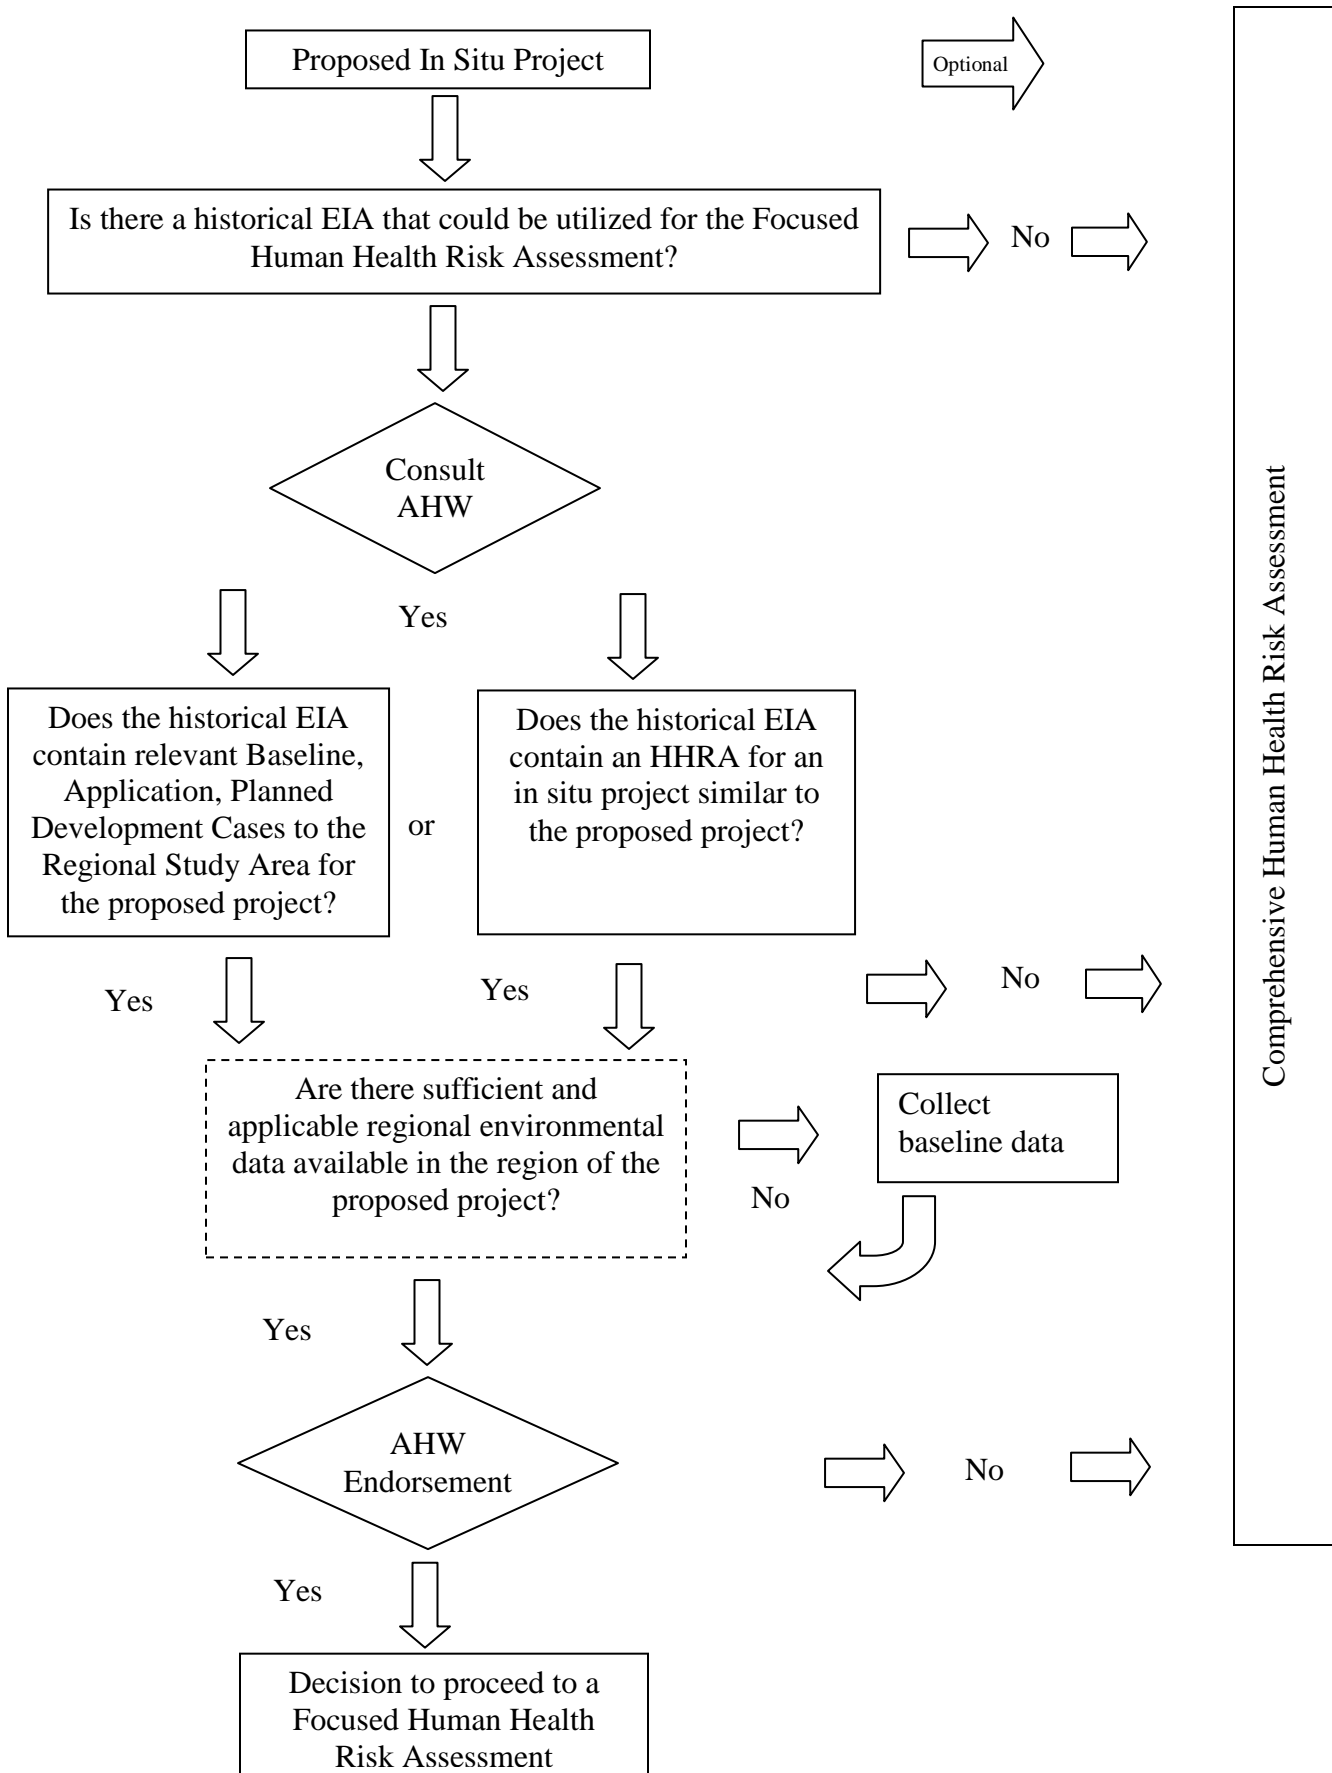 Proposed In Situ Project
Optional
Is there a historical EIA that could be utilized for the Focused
Human Health Risk Assessment?
No
Consult
AHW
Yes
Does the historical EIA
contain relevant Baseline,
Application, Planned
Development Cases to the
Regional Study Area for
the proposed project?
or
Does the historical EIA
contain an HHRA for an
in situ project similar to
the proposed project?
Yes
Yes
No
Are there sufficient and
applicable regional environmental
data available in the region of the
proposed project?
No
Collect
baseline data
Yes
AHW
Endorsement
No
Yes
Decision to proceed to a
Focused Human Health
Risk Assessment
Comprehensive Human Health Risk Assessment